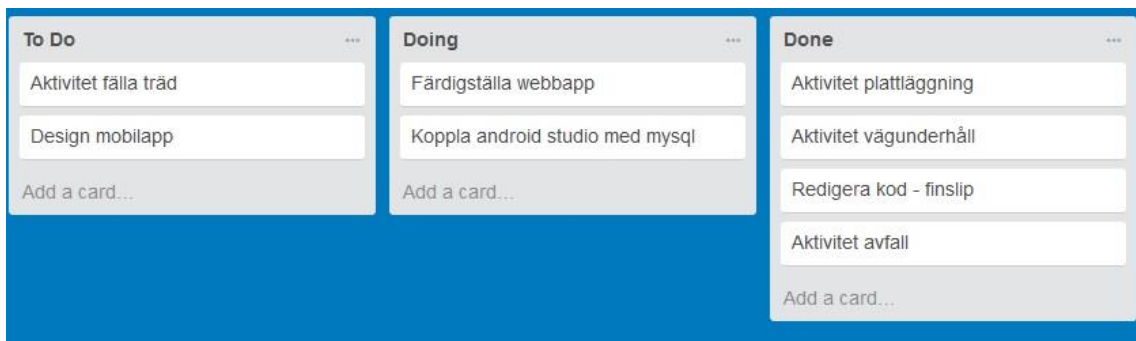 To Do
Aktivitet fälla träd
Design mobilapp
Add a card...
Doing
Färdigställa webbapp
Koppla android studio med mysql
Add a card...
Done
Aktivitet plattläggning
Aktivitet vägunderhåll
Redigera kod - finslip
Aktivitet avfall
Add a card...